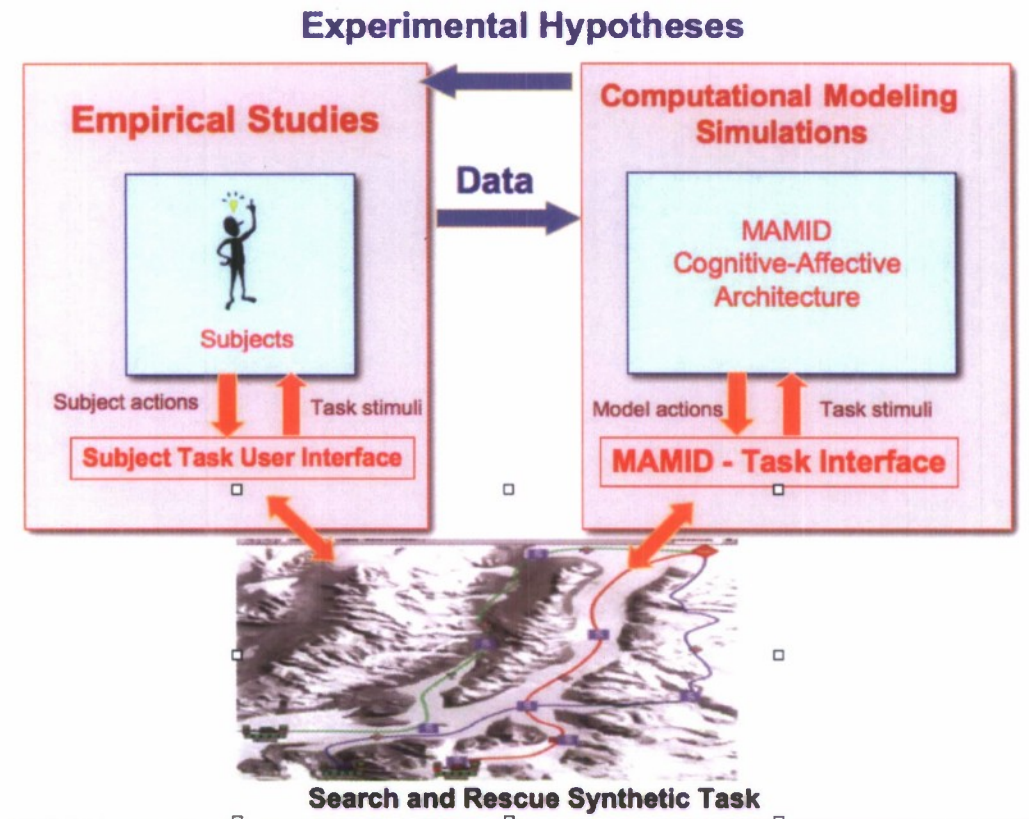 Experimental Hypotheses
Empirical Studies
Subjects
Subject actions
Task stimuli
Subject Task User Interface
Data
Computational Modeling
Simulations
MAMID
Cognitive-Affective
Architecture
Model actions
Task stimuli
MAMID - Task Interface
Search and Rescue Synthetic Task